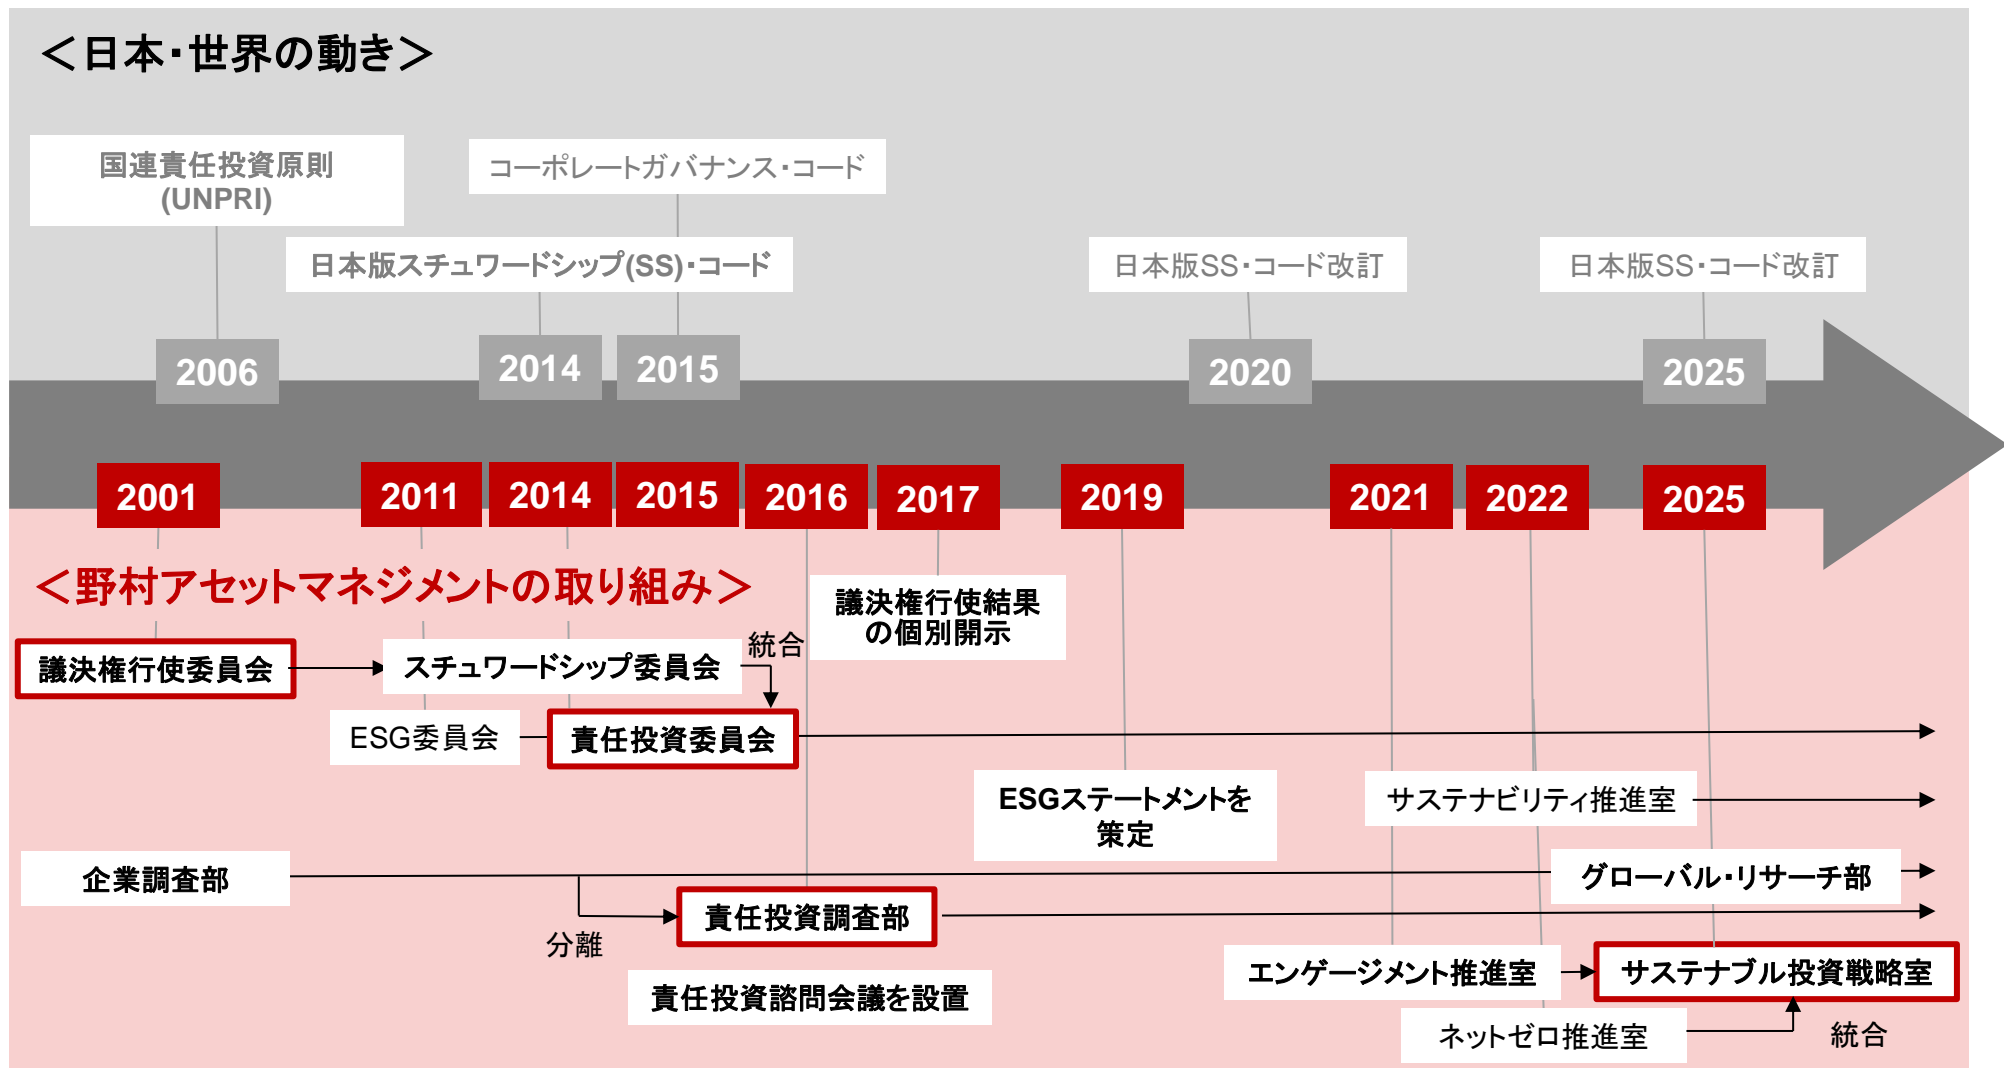 ＜日本・世界の動き＞
国連責任投資原則
(UNPRI)
コーポレートガバナンス・コード
日本版スチュワードシップ(SS)・コード
日本版SS・コード改訂
日本版SS・コード改訂
2006
2014
2015
2020
2025
2001
2011
2014
2015
2016
2017
2019
2021
2022
2025
＜野村アセットマネジメントの取り組み＞
議決権行使結果
の個別開示
議決権行使委員会
スチュワードシップ委員会
統合
ESG委員会
責任投資委員会
ESGステートメントを
策定
サステナビリティ推進室
企業調査部
グローバル・リサーチ部
分離
責任投資調査部
エンゲージメント推進室
サステナブル投資戦略室
責任投資諮問会議を設置
ネットゼロ推進室
統合